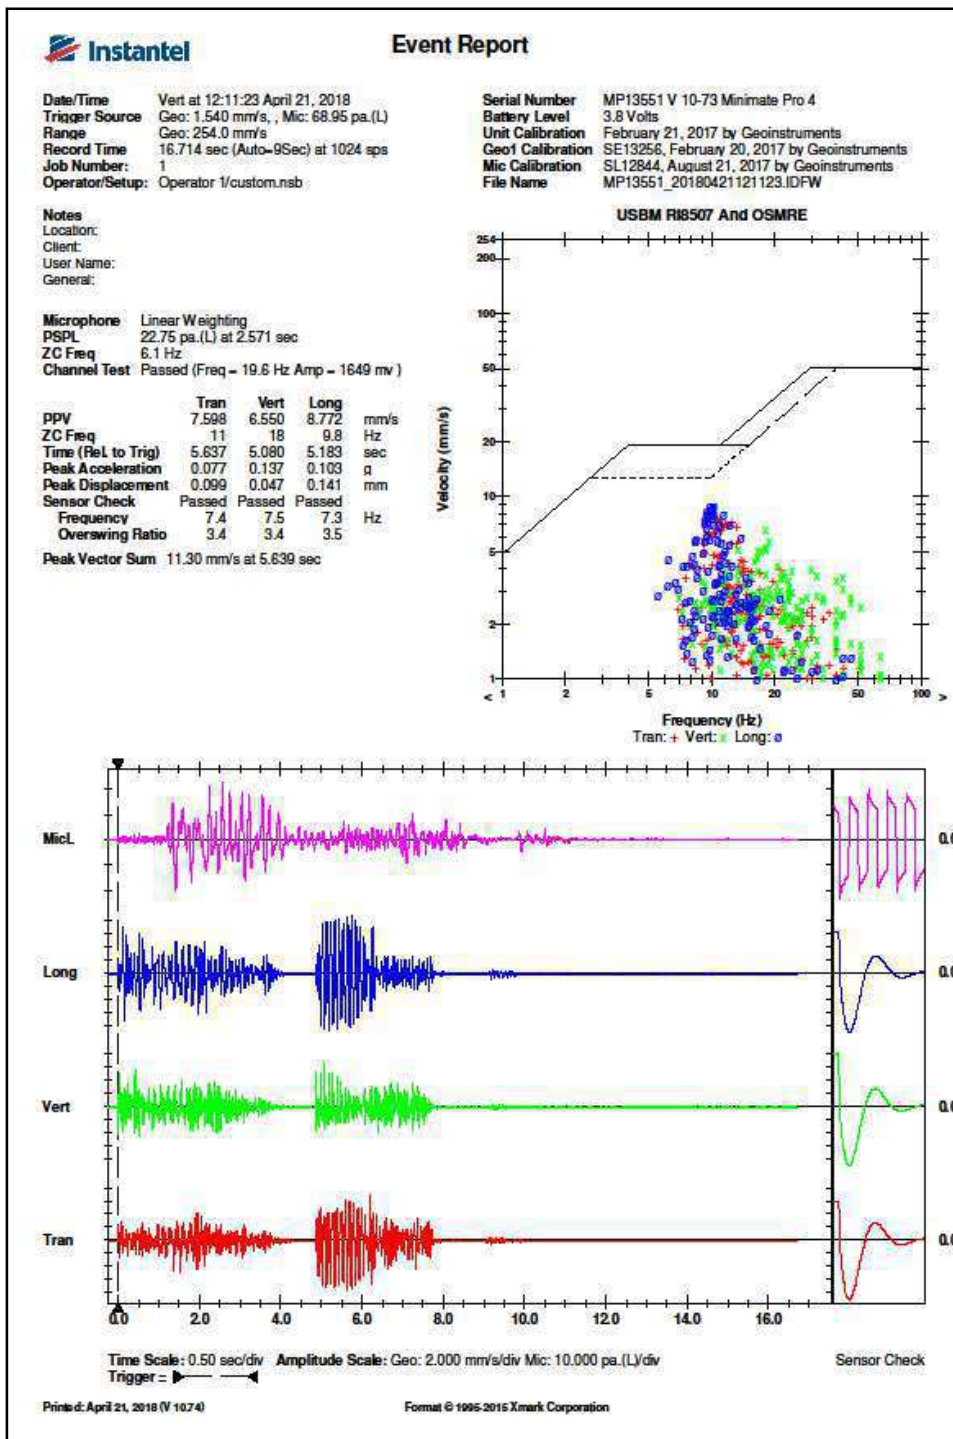 Instantel
Event Report
Date/Time Vert at 12:11:23 April 21, 2018
Trigger Source Geo: 1.540 mm/s, , Mic: 68.95 pa.(L)
Range Geo: 254.0 mm/s
Record Time 16.714 sec (Auto=9Sec) at 1024 sps
Job Number: 1
Operator/Setup: Operator 1/custom.nsb
Serial Number MP13551 V 10-73 Minimate Pro 4
Battery Level 3.8 Volts
Unit Calibration February 21, 2017 by Geoinstruments
Geo1 Calibration SE13256, February 20, 2017 by Geoinstruments
Mic Calibration SL12844, August 21, 2017 by Geoinstruments
File Name MP13551_20180421121123.IDFW
Notes
Location:
Client:
User Name:
General:
Microphone Linear Weighting
PSPL 22.75 pa.(L) at 2.571 sec
ZC Freq 6.1 Hz
Channel Test Passed (Freq = 19.6 Hz Amp = 1649 mv )
Tran Vert Long
PPV 7.598 6.550 8.772 mm/s
ZC Freq 11 18 9.8 Hz
Time (Rel. to Trig) 5.637 5.080 5.183 sec
Peak Acceleration 0.077 0.137 0.103 g
Peak Displacement 0.099 0.047 0.141 mm
Sensor Check Passed Passed Passed
Frequency 7.4 7.5 7.3 Hz
Overswing Ratio 3.4 3.4 3.5
Peak Vector Sum 11.30 mm/s at 5.639 sec
USBM RI8507 And OSMRE
254
200
100
50
20
10
5
2
1
Velocity (mm/s)
< 1 2 5 10 20 50 100 >
Frequency (Hz)
Tran: + Vert: x Long: ø
MicL 0.0
Long 0.0
Vert 0.0
Tran 0.0
0.0 2.0 4.0 6.0 8.0 10.0 12.0 14.0 16.0
Time Scale: 0.50 sec/div Amplitude Scale: Geo: 2.000 mm/s/div Mic: 10.000 pa.(L)/div
Sensor Check
Trigger =
Printed: April 21, 2018 (V 10.74)
Format © 1995-2015 Xmark Corporation